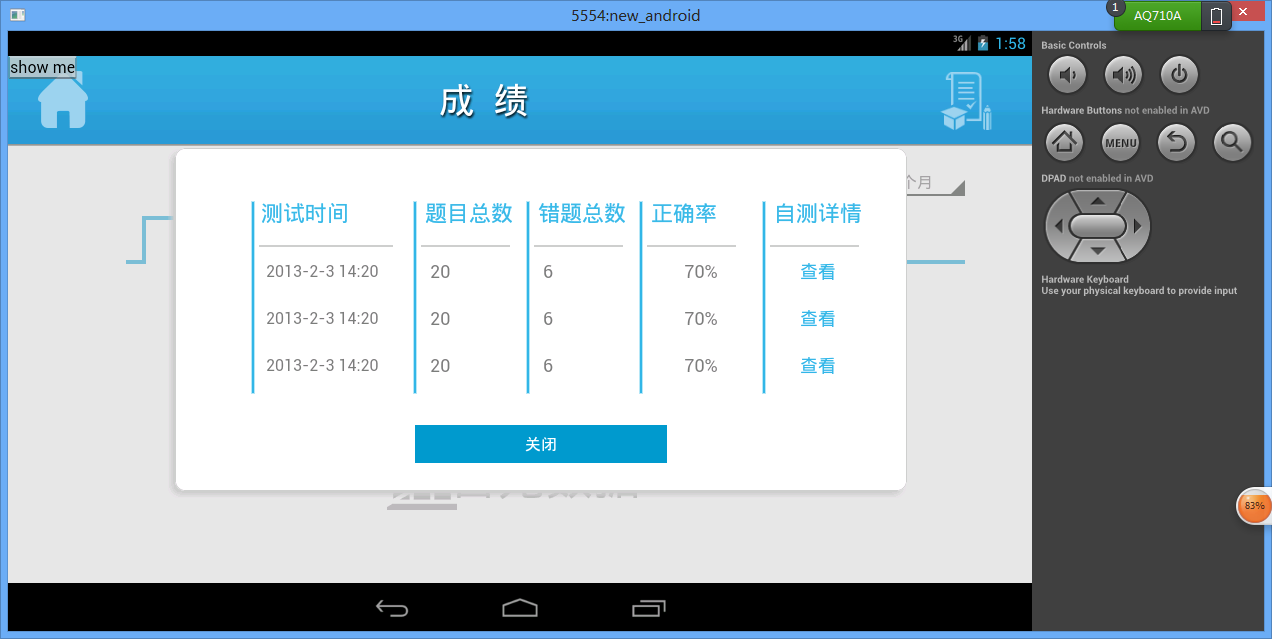 5554:new_android
1
AQ710A
3G
1:58
show me
成 绩
个月
测试时间 题目总数 错题总数 正确率 自测详情
2013-2-3 14:20 20 6 70% 查看
2013-2-3 14:20 20 6 70% 查看
2013-2-3 14:20 20 6 70% 查看
关闭
Basic Controls
Hardware Buttons not enabled in AVD
MENU
DPAD not enabled in AVD
Hardware Keyboard
Use your physical keyboard to provide input
83%